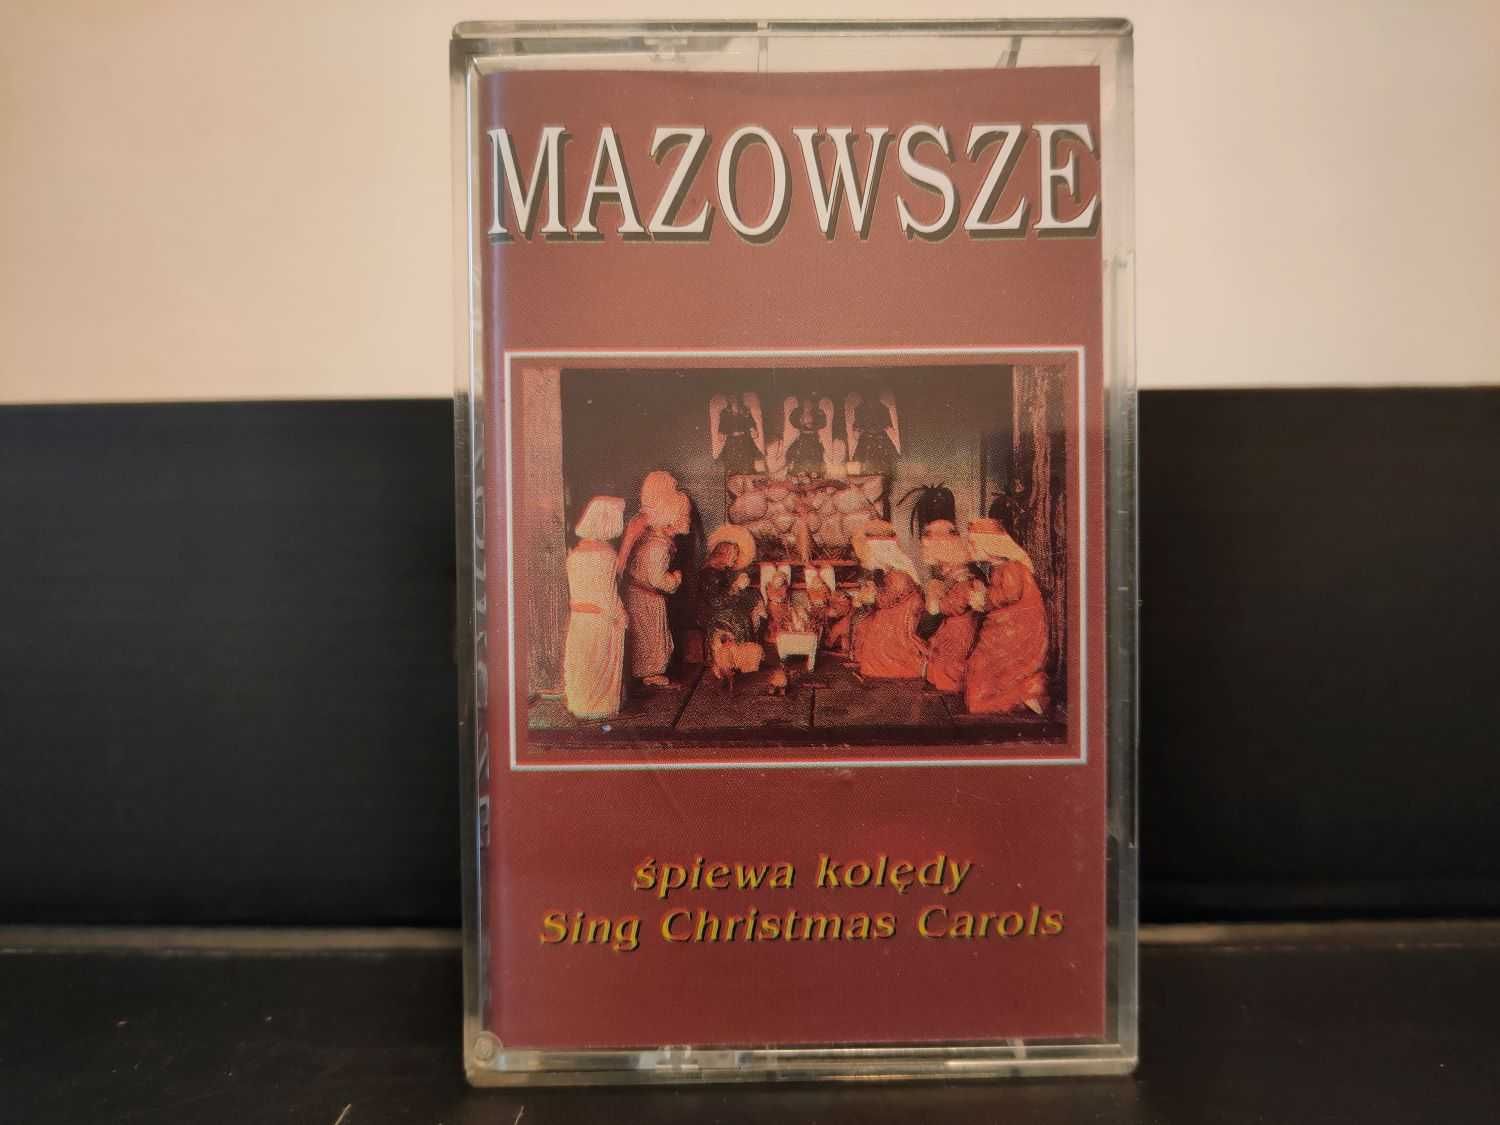 MAZOWSZE
śpiewa kolędy
Sing Christmas Carols